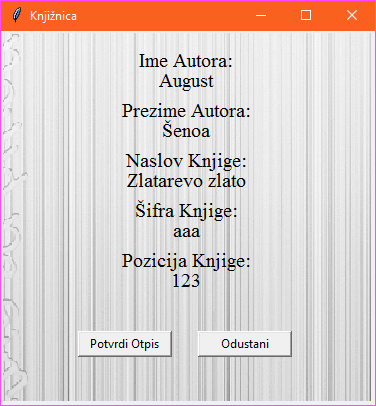 Knjižnica
Ime Autora:
August
Prezime Autora:
Šenoa
Naslov Knjige:
Zlatarevo zlato
Šifra Knjige:
aaa
Pozicija Knjige:
123
Potvrdi Otpis Odustani